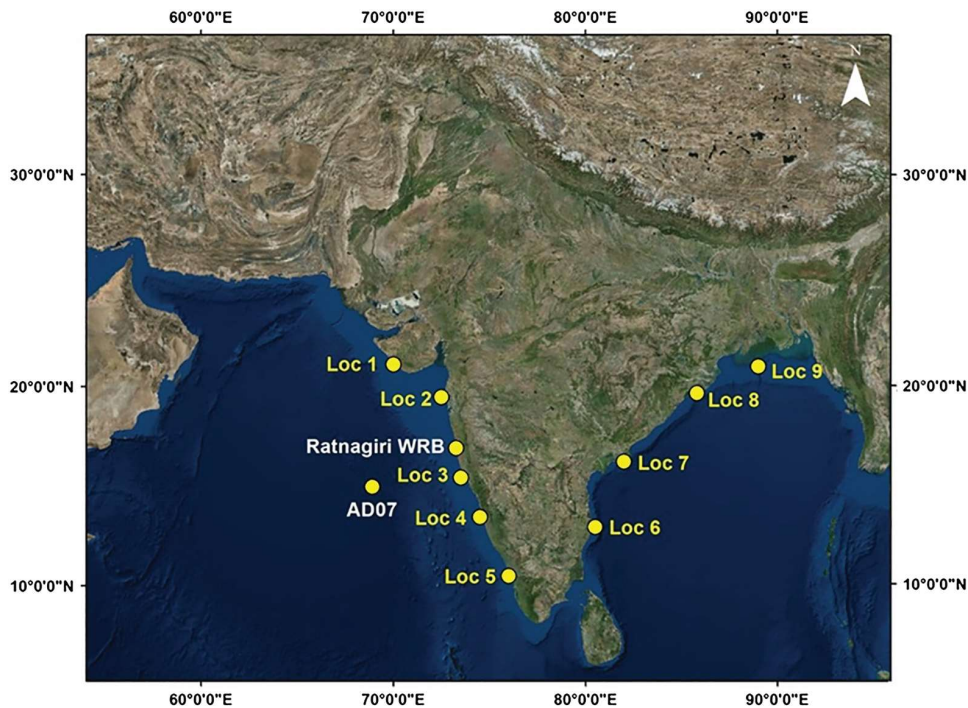 60°0'0"E 70°0'0"E 80°0'0"E 90°0'0"E
N
30°0'0"N 30°0'0"N
Loc 1
Loc 9
20°0'0"N 20°0'0"N
Loc 2
Loc 8
Ratnagiri WRB
Loc 7
Loc 3
AD07
Loc 4
Loc 6
Loc 5
10°0'0"N 10°0'0"N
60°0'0"E 70°0'0"E 80°0'0"E 90°0'0"E